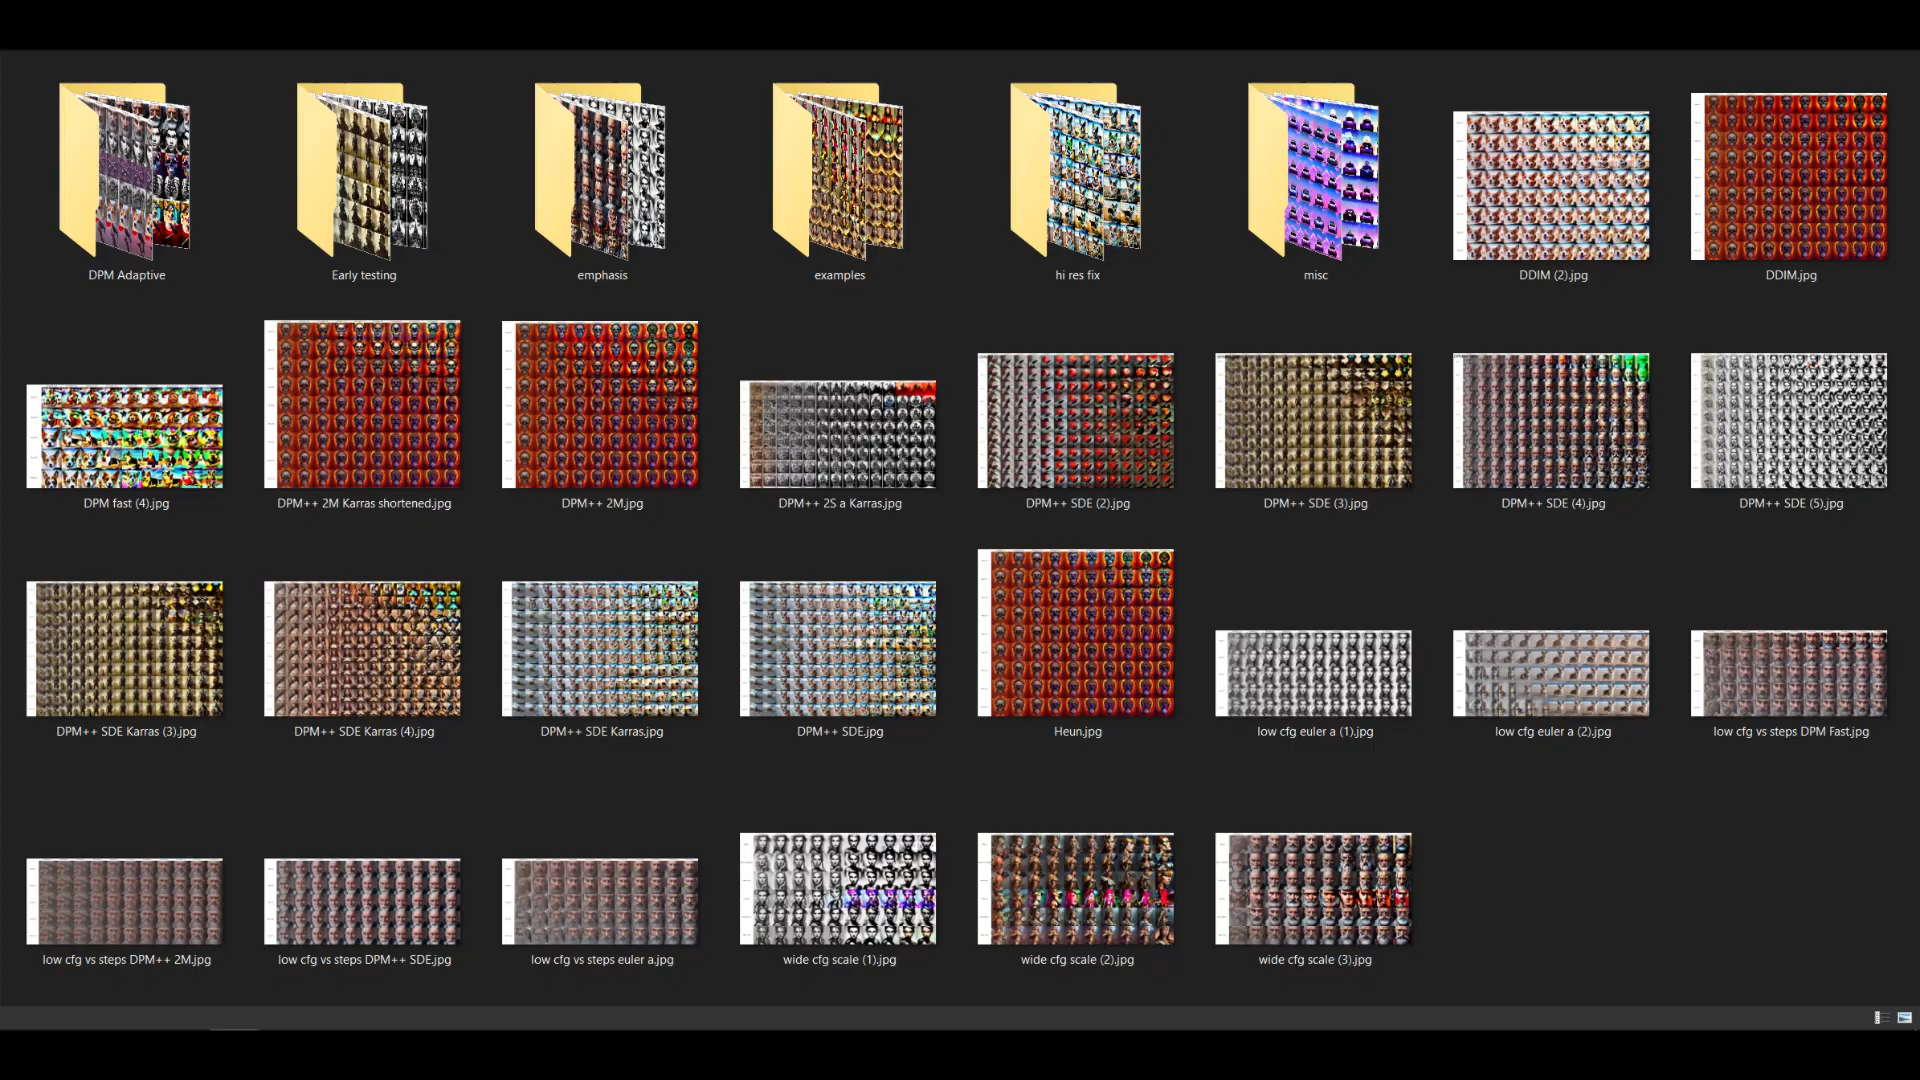 DPM Adaptive
Early testing
emphasis
examples
hi res fix
misc
DDIM (2).jpg
DDIM.jpg
DPM fast (4).jpg
DPM++ 2M Karras shortened.jpg
DPM++ 2M.jpg
DPM++ 2S a Karras.jpg
DPM++ SDE (2).jpg
DPM++ SDE (3).jpg
DPM++ SDE (4).jpg
DPM++ SDE (5).jpg
DPM++ SDE Karras (3).jpg
DPM++ SDE Karras (4).jpg
DPM++ SDE Karras.jpg
DPM++ SDE.jpg
Heun.jpg
low cfg euler a (1).jpg
low cfg euler a (2).jpg
low cfg vs steps DPM Fast.jpg
low cfg vs steps DPM++ 2M.jpg
low cfg vs steps DPM++ SDE.jpg
low cfg vs steps euler a.jpg
wide cfg scale (1).jpg
wide cfg scale (2).jpg
wide cfg scale (3).jpg